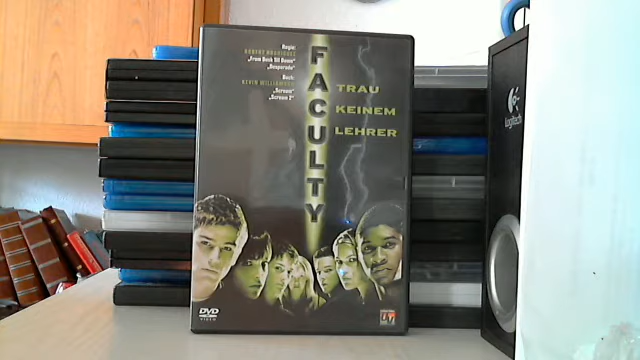 Regie:
ROBERT RODRIGUEZ
„From Dusk Till Dawn"
„Desperado"
Buch:
KEVIN WILLIAMSON
„Scream"
„Scream 2"
FACULTY
TRAU
KEINEM
LEHRER
DVD
VIDEO
Logitech